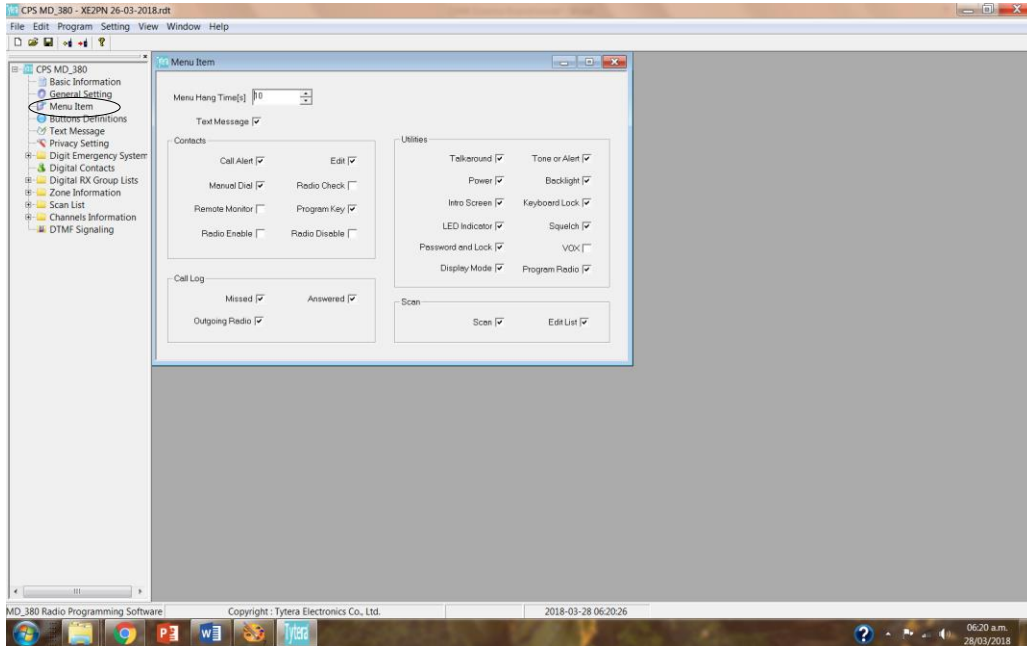 CPS MD_380 - XE2PN 26-03-2018.rdt
File Edit Program Setting View Window Help
CPS MD_380
Basic Information
General Setting
Menu Item
Buttons Definitions
Text Message
Privacy Setting
Digit Emergency System
Digital Contacts
Digital RX Group Lists
Zone Information
Scan List
Channels Information
DTMF Signaling
Menu Item
Menu Hang Time[s] 10
Text Message
Contacts
Call Alert Edit
Manual Dial Radio Check
Remote Monitor Program Key
Radio Enable Radio Disable
Call Log
Missed Answered
Outgoing Radio
Utilities
Talkaround Tone or Alert
Power Backlight
Intro Screen Keyboard Lock
LED Indicator Squelch
Password and Lock VOX
Display Mode Program Radio
Scan
Scan Edit List
MD_380 Radio Programming Software Copyright : Tytera Electronics Co., Ltd. 2018-03-28 06:20:26
Tytera
06:20 a.m.
28/03/2018